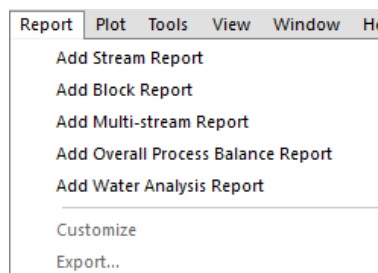 Report Plot Tools View Window
Add Stream Report
Add Block Report
Add Multi-stream Report
Add Overall Process Balance Report
Add Water Analysis Report
Customize
Export...